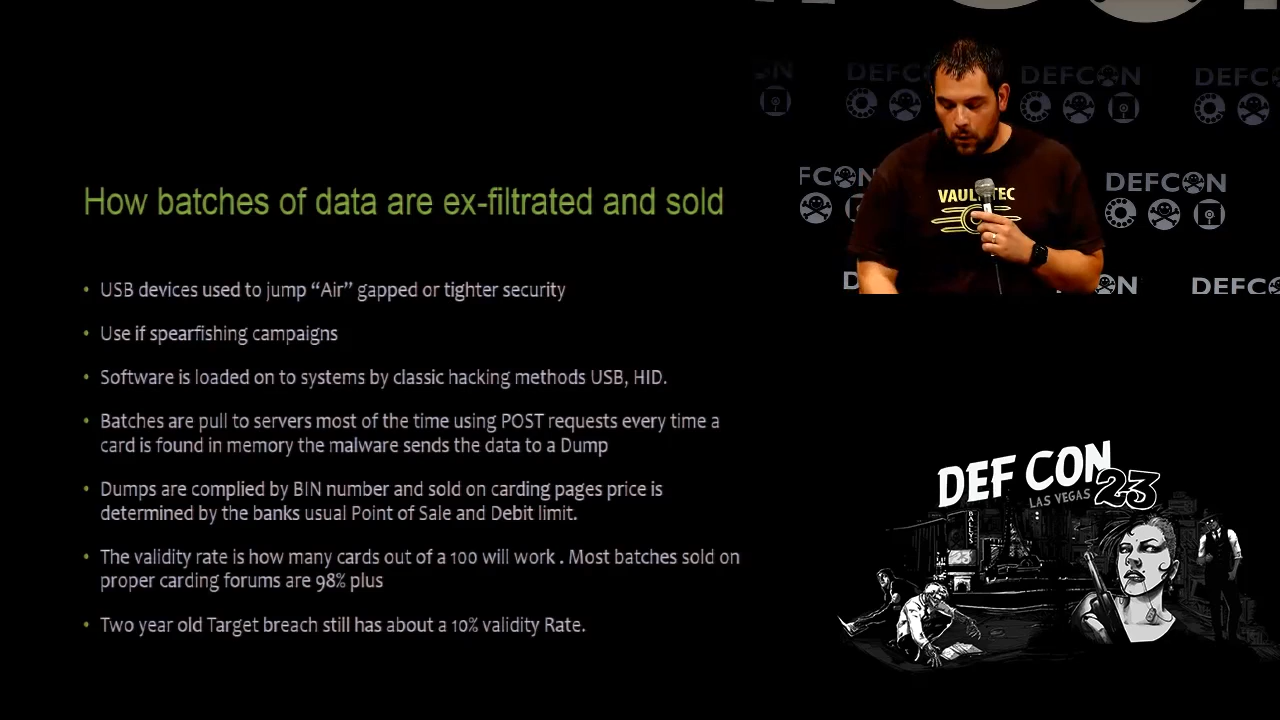 How batches of data are ex-filtrated and sold
• USB devices used to jump “Air” gapped or tighter security
• Use if spearfishing campaigns
• Software is loaded on to systems by classic hacking methods USB, HID.
• Batches are pull to servers most of the time using POST requests every time a
card is found in memory the malware sends the data to a Dump
• Dumps are complied by BIN number and sold on carding pages price is
determined by the banks usual Point of Sale and Debit limit.
• The validity rate is how many cards out of a 100 will work . Most batches sold on
proper carding forums are 98% plus
• Two year old Target breach still has about a 10% validity Rate.
DEFCON
DEFCON
DEFCON
DEFCON
TEC
DEF CON
LAS VEGAS 23
BALLYS